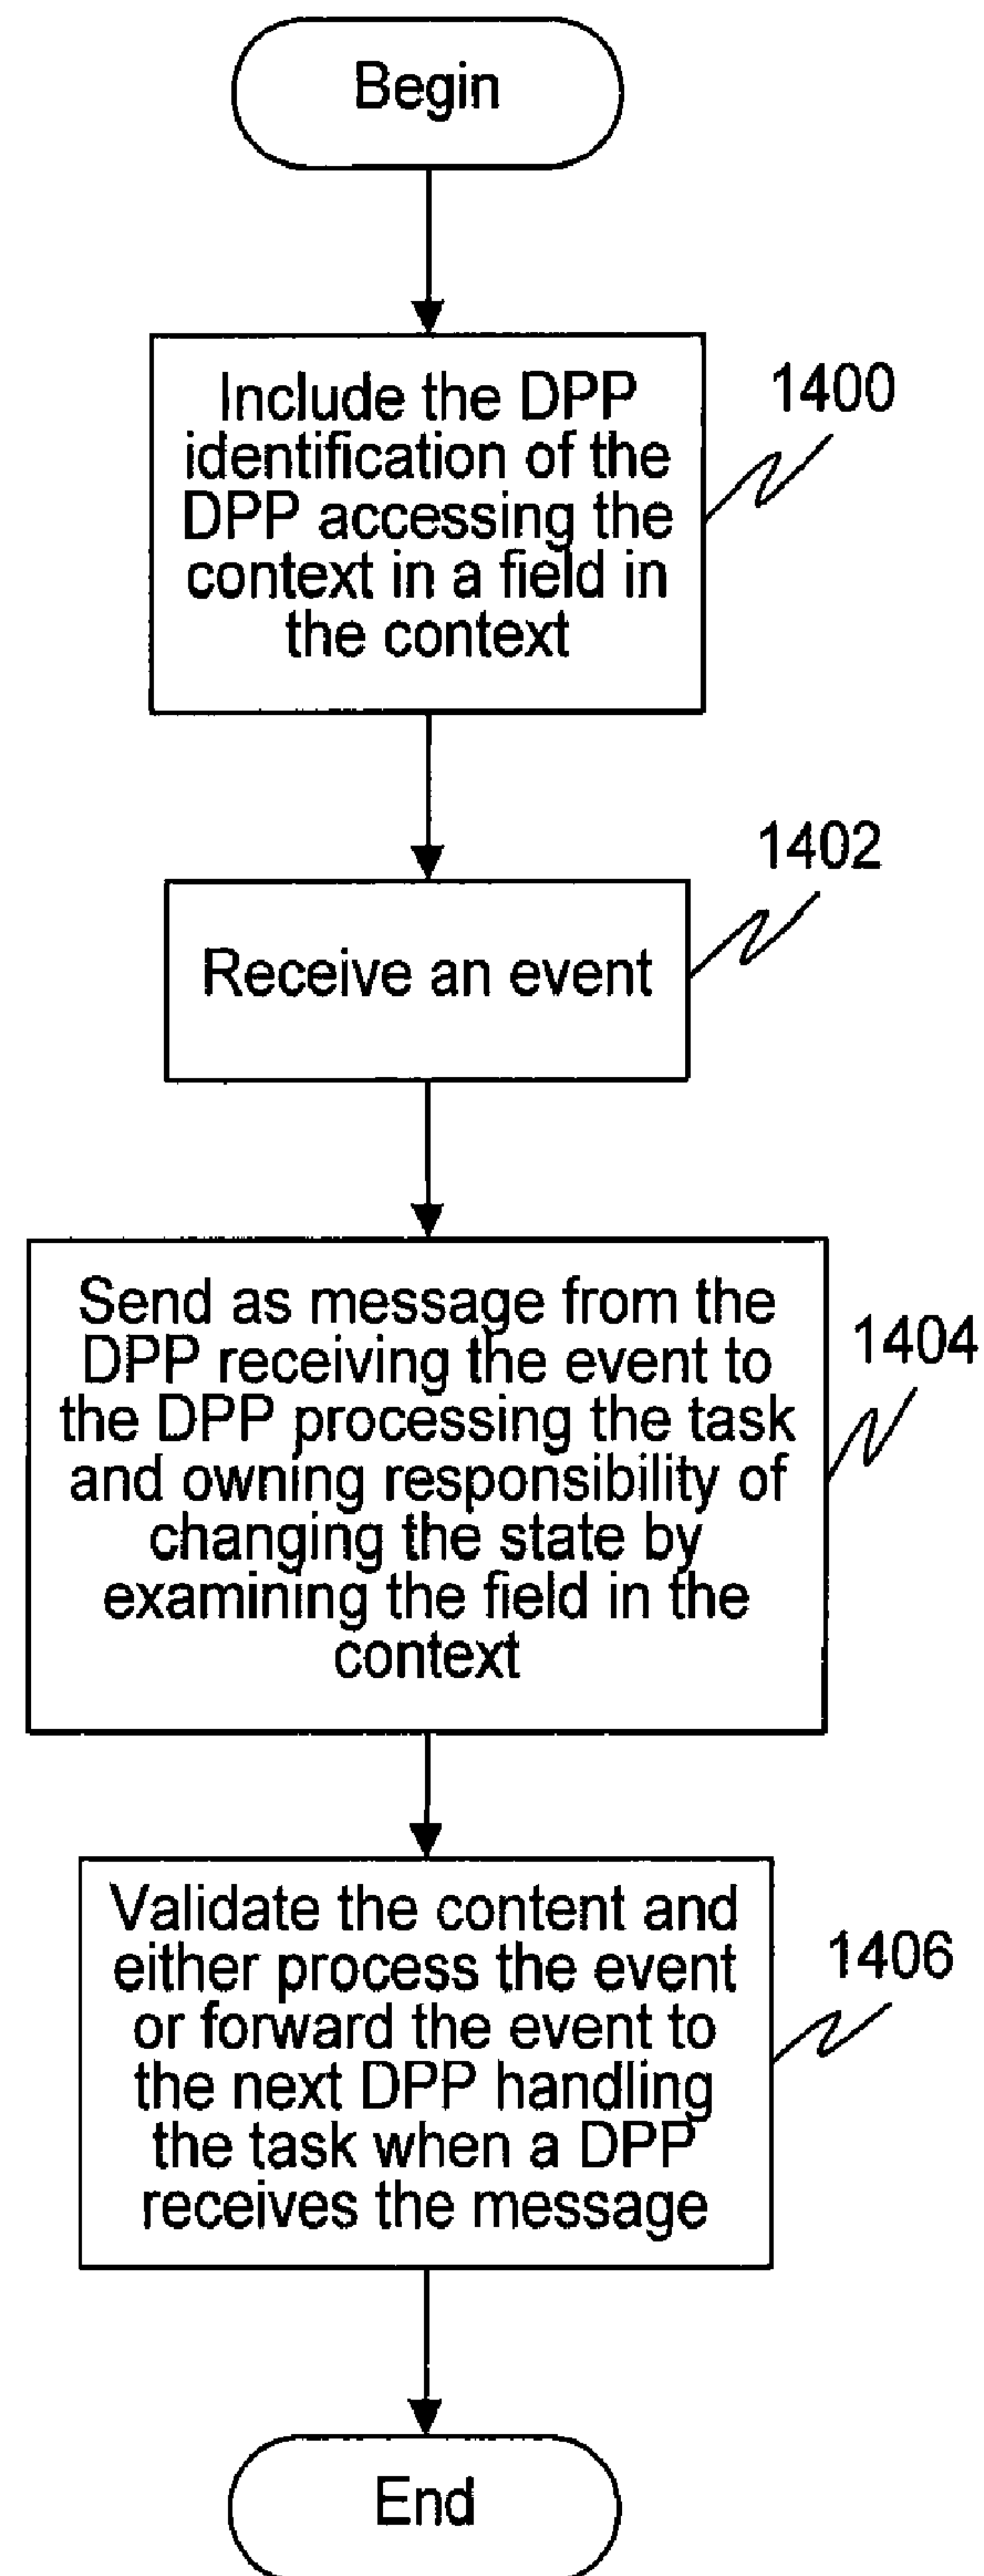 Begin
Include the DPP
identification of the
DPP accessing the
context in a field in
the context
1400
1402
Receive an event
Send as message from the
DPP receiving the event to
the DPP processing the task
and owning responsibility of
changing the state by
examining the field in the
context
1404
Validate the content and
either process the event
or forward the event to
the next DPP handling
the task when a DPP
receives the message
1406
End